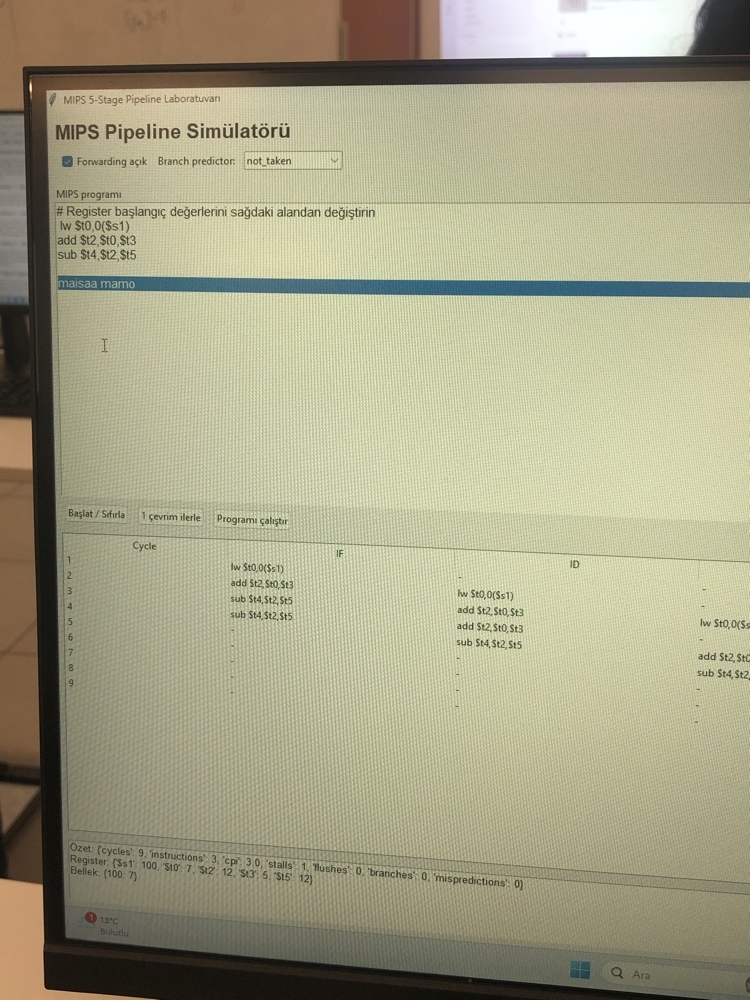 MIPS 5-Stage Pipeline Laboratuvarı
MIPS Pipeline Simülatörü
Forwarding açık Branch predictor: not_taken
MIPS programı
# Register başlangıç değerlerini sağdaki alandan değiştirin
lw $t0,0($s1)
add $t2,$t0,$t3
sub $t4,$t2,$t5
maisaa mamo
Başlat / Sıfırla 1 çevrim ilerle Programı çalıştır
Cycle IF ID
1 lw $t0,0($s1) - -
2 add $t2,$t0,$t3 lw $t0,0($s1) -
3 sub $t4,$t2,$t5 add $t2,$t0,$t3 lw $t0,0($s
4 sub $t4,$t2,$t5 add $t2,$t0,$t3 -
5 - sub $t4,$t2,$t5 add $t2,$t0
6 - - sub $t4,$t2,
7 - - -
8 - - -
9 - - -
Özet: {'cycles': 9, 'instructions': 3, 'cpi': 3.0, 'stalls': 1, 'flushes': 0, 'branches': 0, 'mispredictions': 0}
Register: {'$s1': 100, '$t0': 7, '$t2': 12, '$t3': 5, '$t5': 12}
Bellek: {100: 7}
1
13°C
Bulutlu
Ara